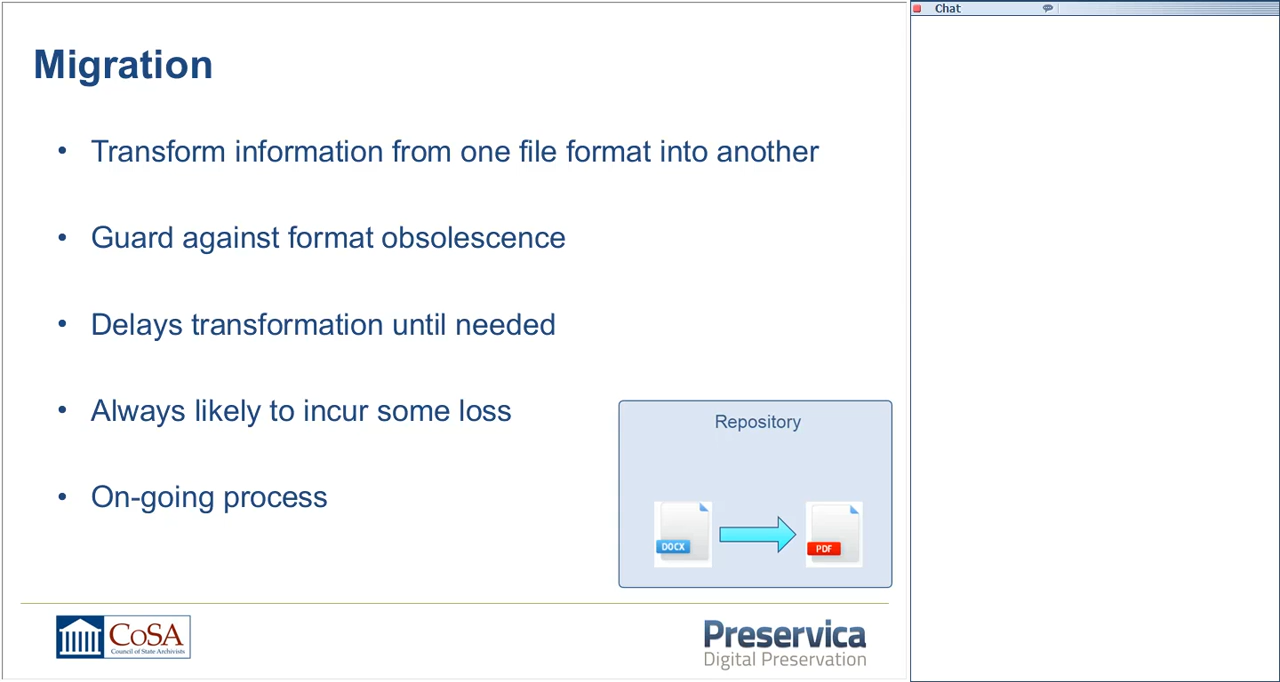 Migration
• Transform information from one file format into another
• Guard against format obsolescence
• Delays transformation until needed
• Always likely to incur some loss
• On-going process
Repository
DOCX
PDF
CoSA
Council of State Archivists
Preservica
Digital Preservation
Chat